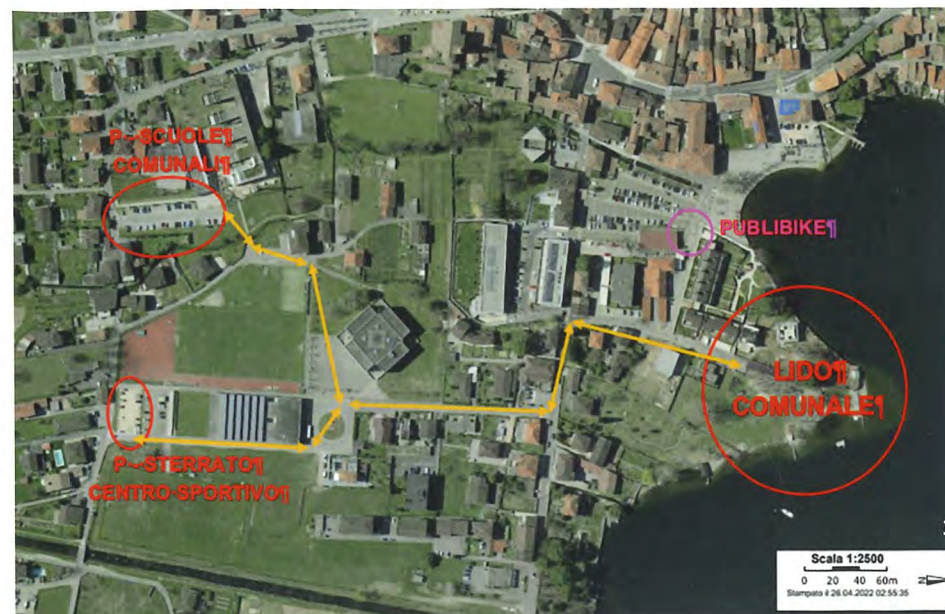 P--SCUOLE¶
COMUNALI¶
PUBLIBIKE¶
LIDO¶
COMUNALE¶
P--STERRATO¶
CENTRO·SPORTIVO¶
Scala 1:2500
0 20 40 60m
N
Stampato il 26.04.2022 02:55:35